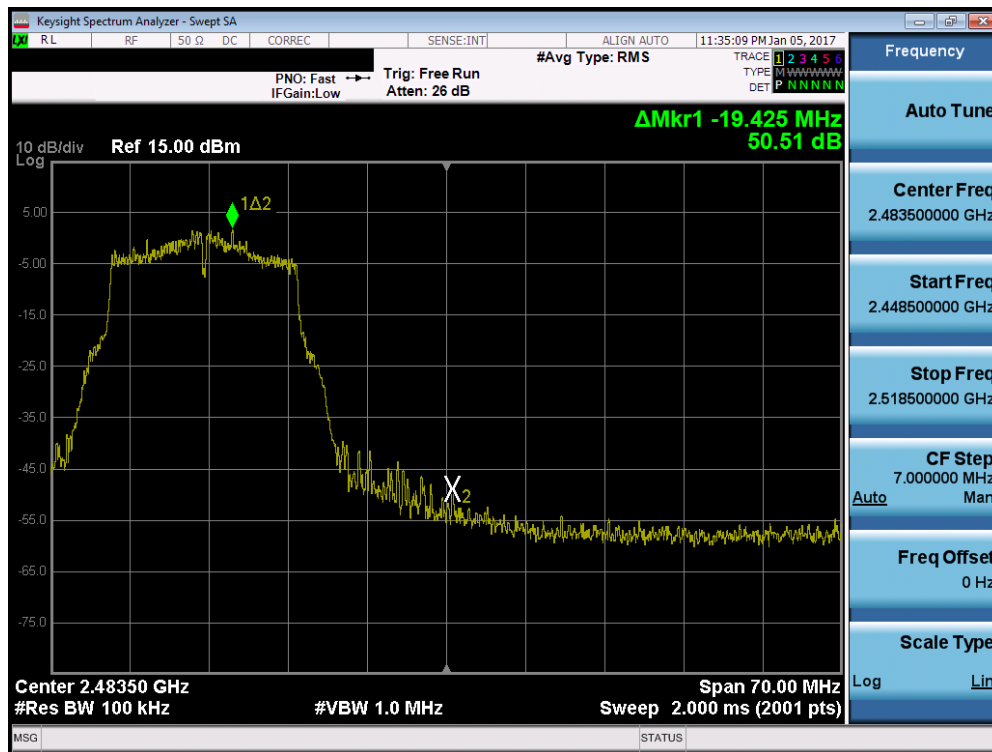 Keysight Spectrum Analyzer - Swept SA
LXI RL RF 50 Ω DC CORREC SENSE:INT ALIGN AUTO 11:35:09 PM Jan 05, 2017
#Avg Type: RMS
TRACE 1 2 3 4 5 6
PNO: Fast Trig: Free Run
TYPE M WWWWW
IFGain:Low Atten: 26 dB
DET P N N N N N
ΔMkr1 -19.425 MHz
50.51 dB
10 dB/div Ref 15.00 dBm
Log
1Δ2
5.00
-5.00
-15.0
-25.0
-35.0
-45.0
X2
-55.0
-65.0
-75.0
Center 2.48350 GHz Span 70.00 MHz
#Res BW 100 kHz #VBW 1.0 MHz Sweep 2.000 ms (2001 pts)
MSG STATUS
Frequency
Auto Tune
Center Freq
2.483500000 GHz
Start Freq
2.448500000 GHz
Stop Freq
2.518500000 GHz
CF Step
7.000000 MHz
Auto Man
Freq Offset
0 Hz
Scale Type
Log Lin